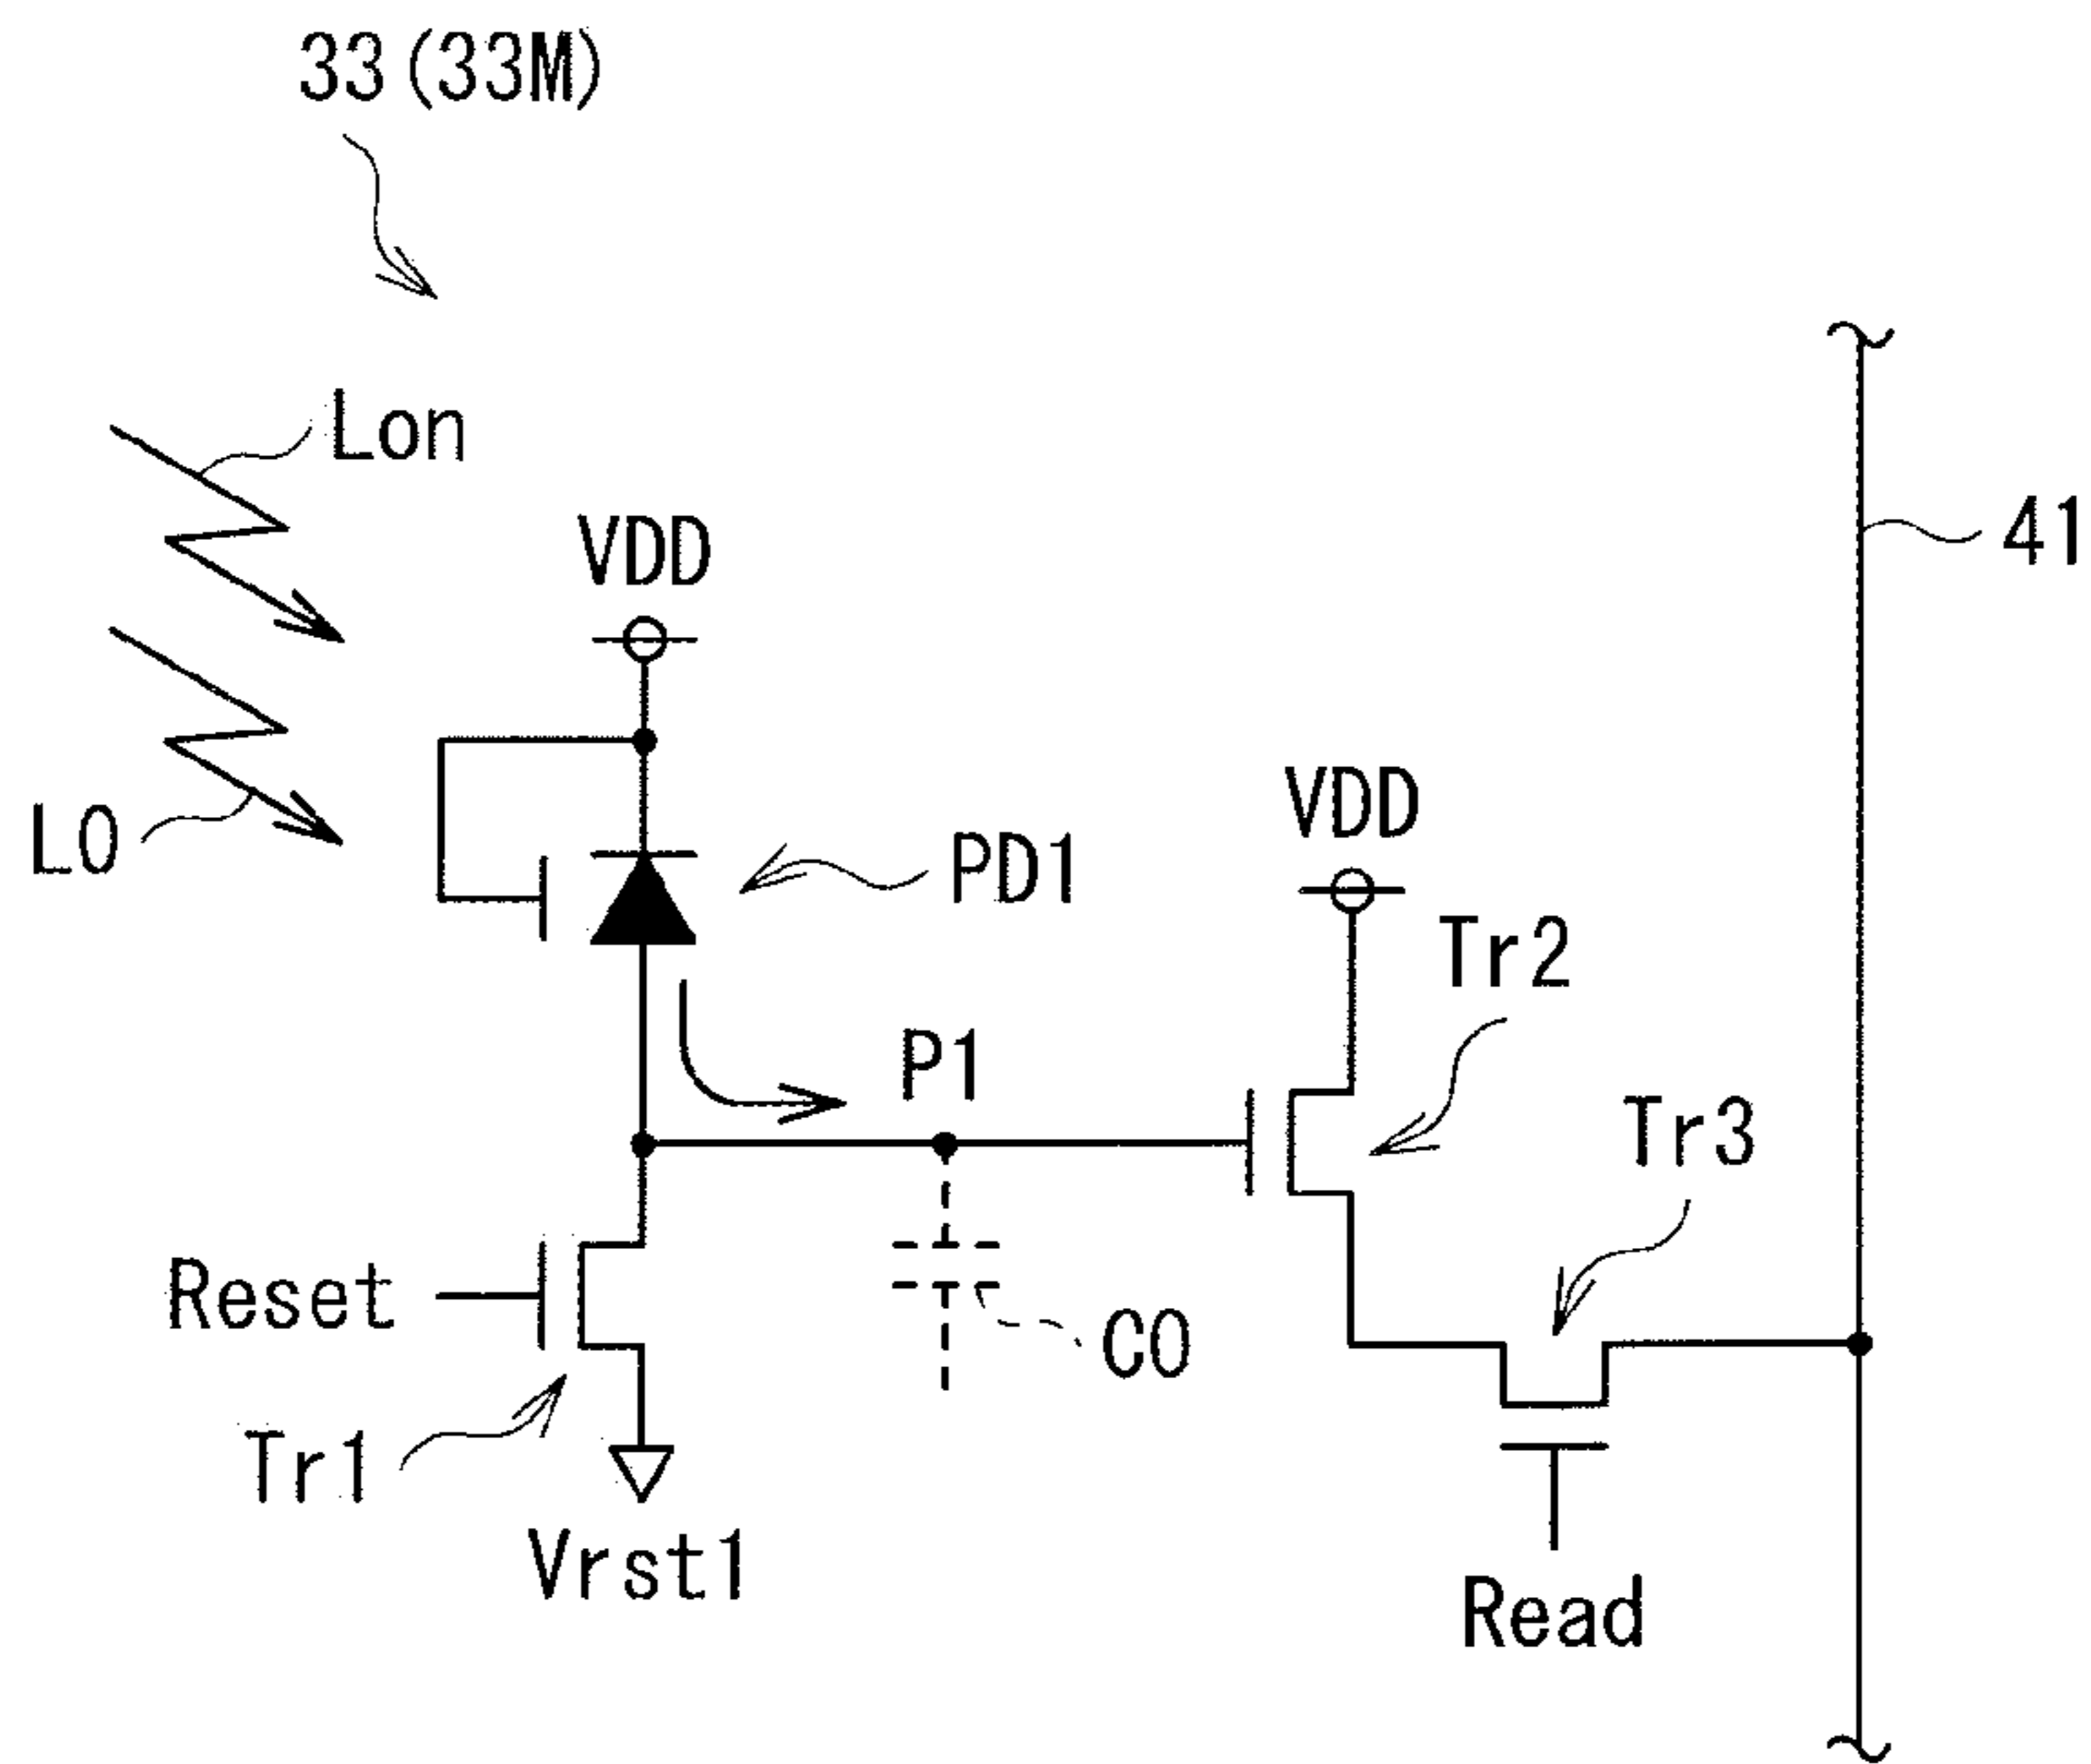 33(33M)
Lon
41
VDD
VDD
L0
PD1
Tr2
P1
Tr3
Reset
C0
Tr1
Vrst1
Read